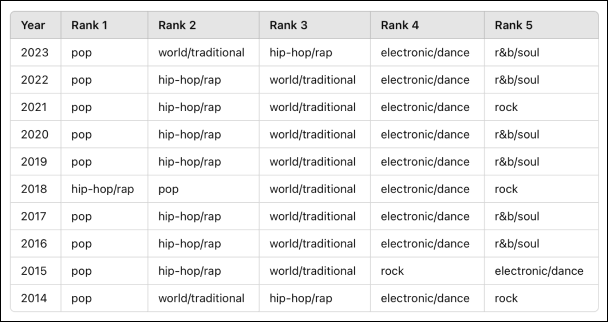 Year Rank 1 Rank 2 Rank 3 Rank 4 Rank 5
2023 pop world/traditional hip-hop/rap electronic/dance r&b/soul
2022 pop hip-hop/rap world/traditional electronic/dance r&b/soul
2021 pop hip-hop/rap world/traditional electronic/dance rock
2020 pop hip-hop/rap world/traditional electronic/dance r&b/soul
2019 pop hip-hop/rap world/traditional electronic/dance r&b/soul
2018 hip-hop/rap pop world/traditional electronic/dance rock
2017 pop hip-hop/rap world/traditional electronic/dance r&b/soul
2016 pop hip-hop/rap world/traditional electronic/dance r&b/soul
2015 pop hip-hop/rap world/traditional rock electronic/dance
2014 pop world/traditional hip-hop/rap electronic/dance rock